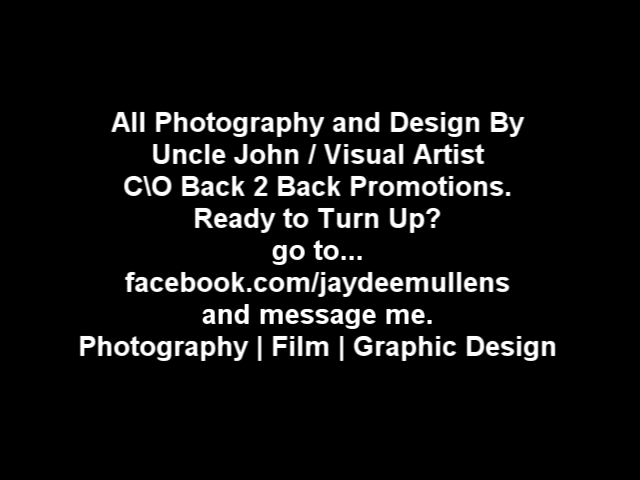 All Photography and Design By
Uncle John / Visual Artist
C\O Back 2 Back Promotions.
Ready to Turn Up?
go to...
facebook.com/jaydeemullens
and message me.
Photography | Film | Graphic Design